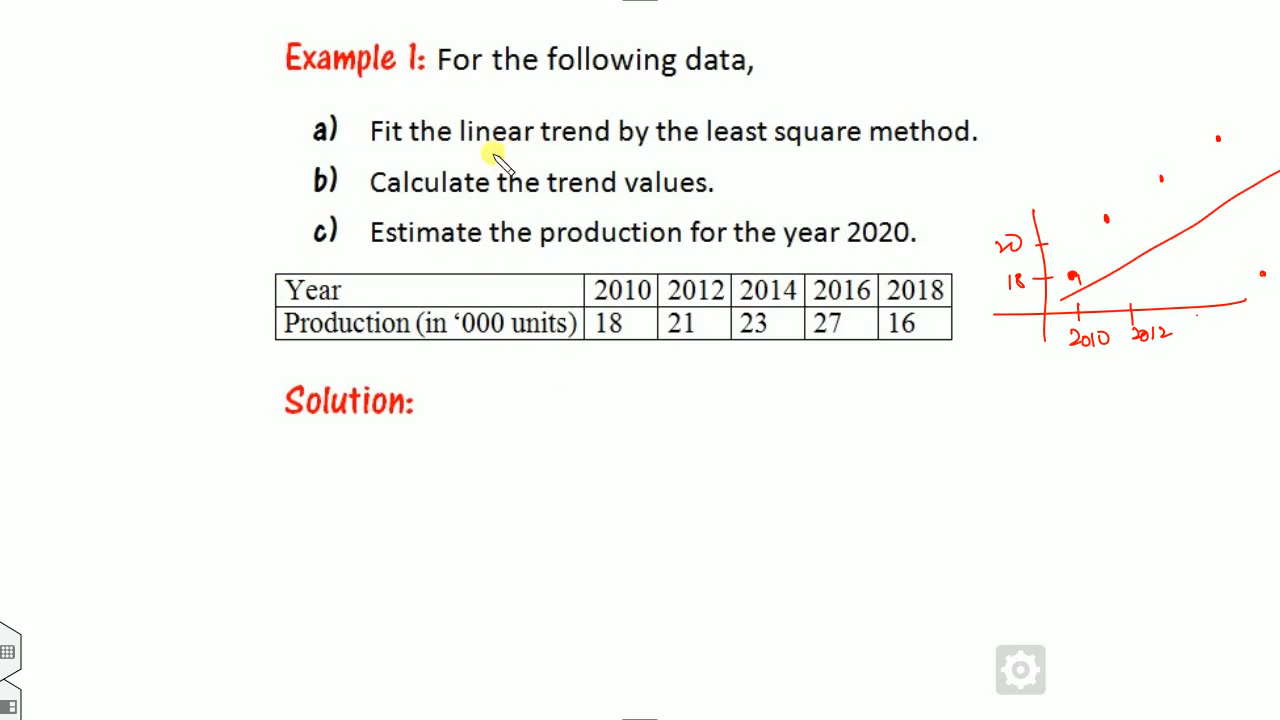 Example 1: For the following data,
a) Fit the linear trend by the least square method.
b) Calculate the trend values.
c) Estimate the production for the year 2020.
Year 2010 2012 2014 2016 2018
Production (in ‘000 units) 18 21 23 27 16
20
18
2010 2012
Solution: